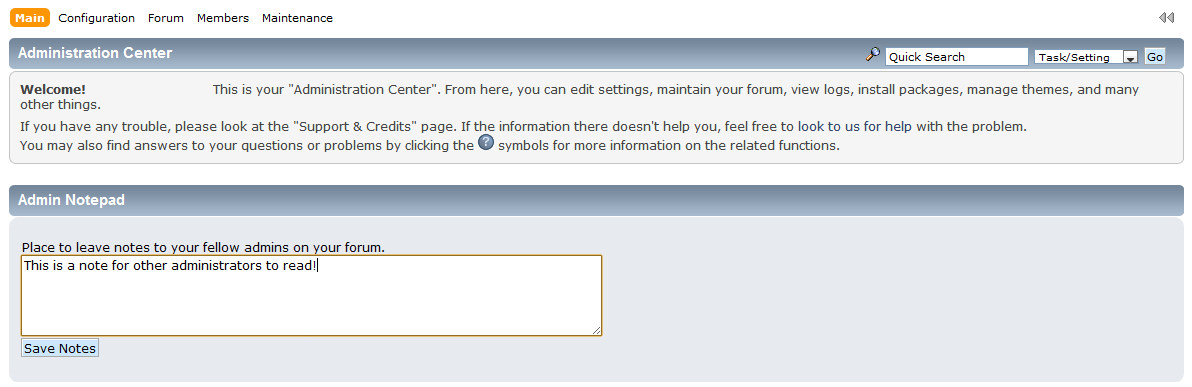 Main Configuration Forum Members Maintenance
Administration Center Quick Search Task/Setting Go
Welcome! This is your "Administration Center". From here, you can edit settings, maintain your forum, view logs, install packages, manage themes, and many
other things.
If you have any trouble, please look at the "Support & Credits" page. If the information there doesn't help you, feel free to look to us for help with the problem.
You may also find answers to your questions or problems by clicking the ? symbols for more information on the related functions.
Admin Notepad
Place to leave notes to your fellow admins on your forum.
This is a note for other administrators to read!
Save Notes